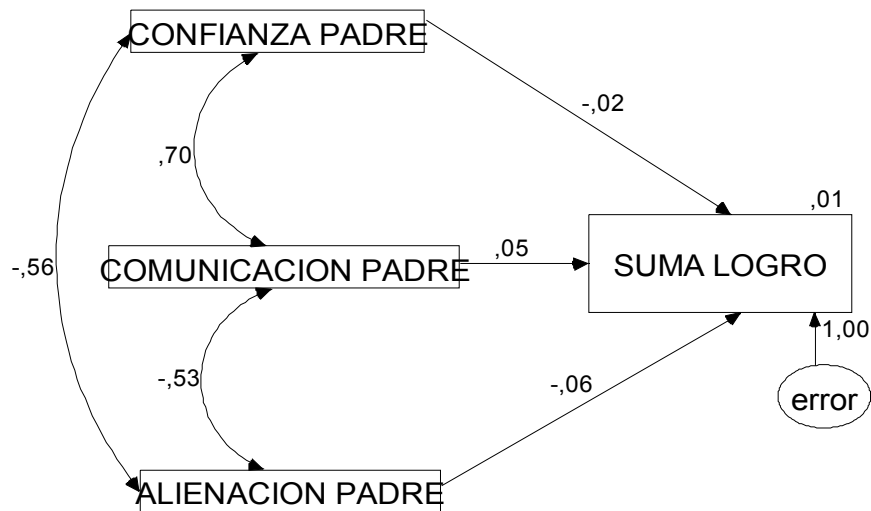 CONFIANZA PADRE
-,02
,70
,01
-,56
COMUNICACION PADRE
,05
SUMA LOGRO
1,00
-,53
-,06
error
ALIENACION PADRE